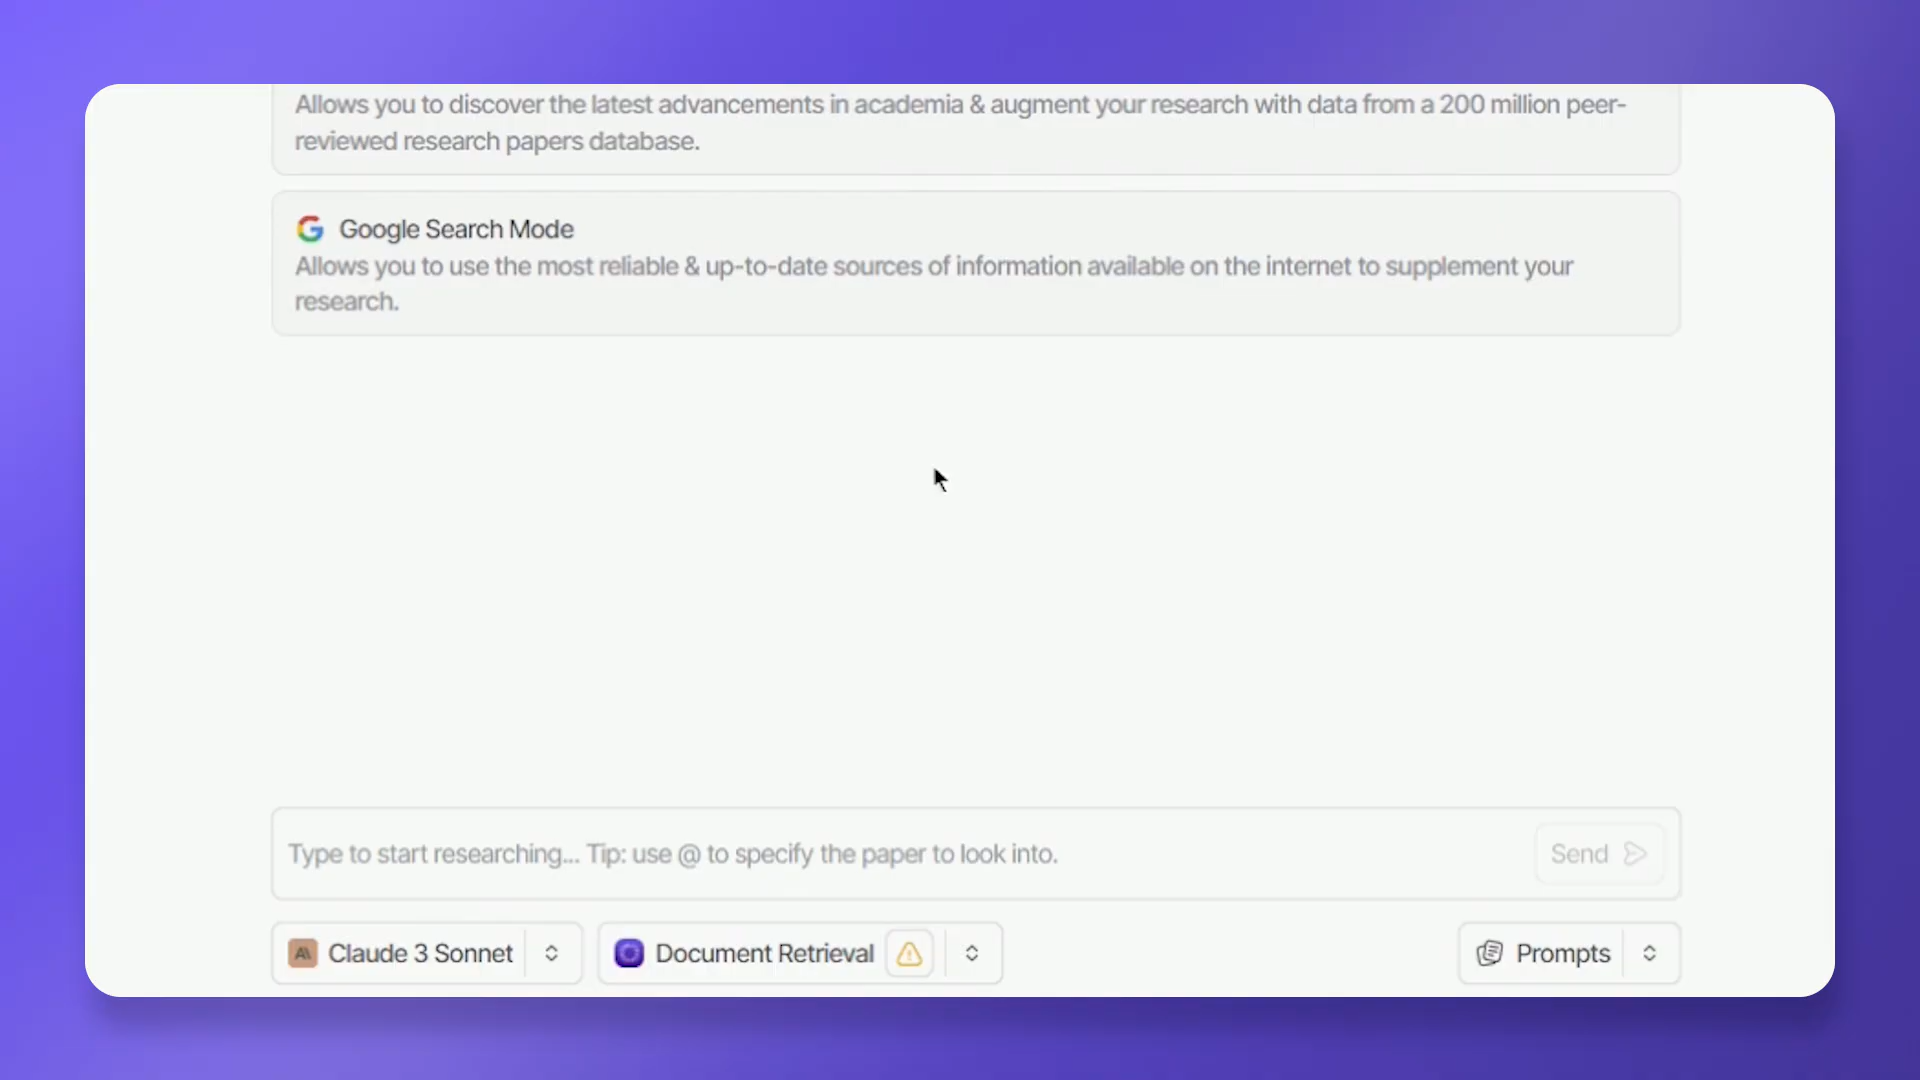 Allows you to discover the latest advancements in academia & augment your research with data from a 200 million peer-
reviewed research papers database.
Google Search Mode
Allows you to use the most reliable & up-to-date sources of information available on the internet to supplement your
research.
Type to start researching... Tip: use @ to specify the paper to look into.
Send
Claude 3 Sonnet
Document Retrieval
Prompts